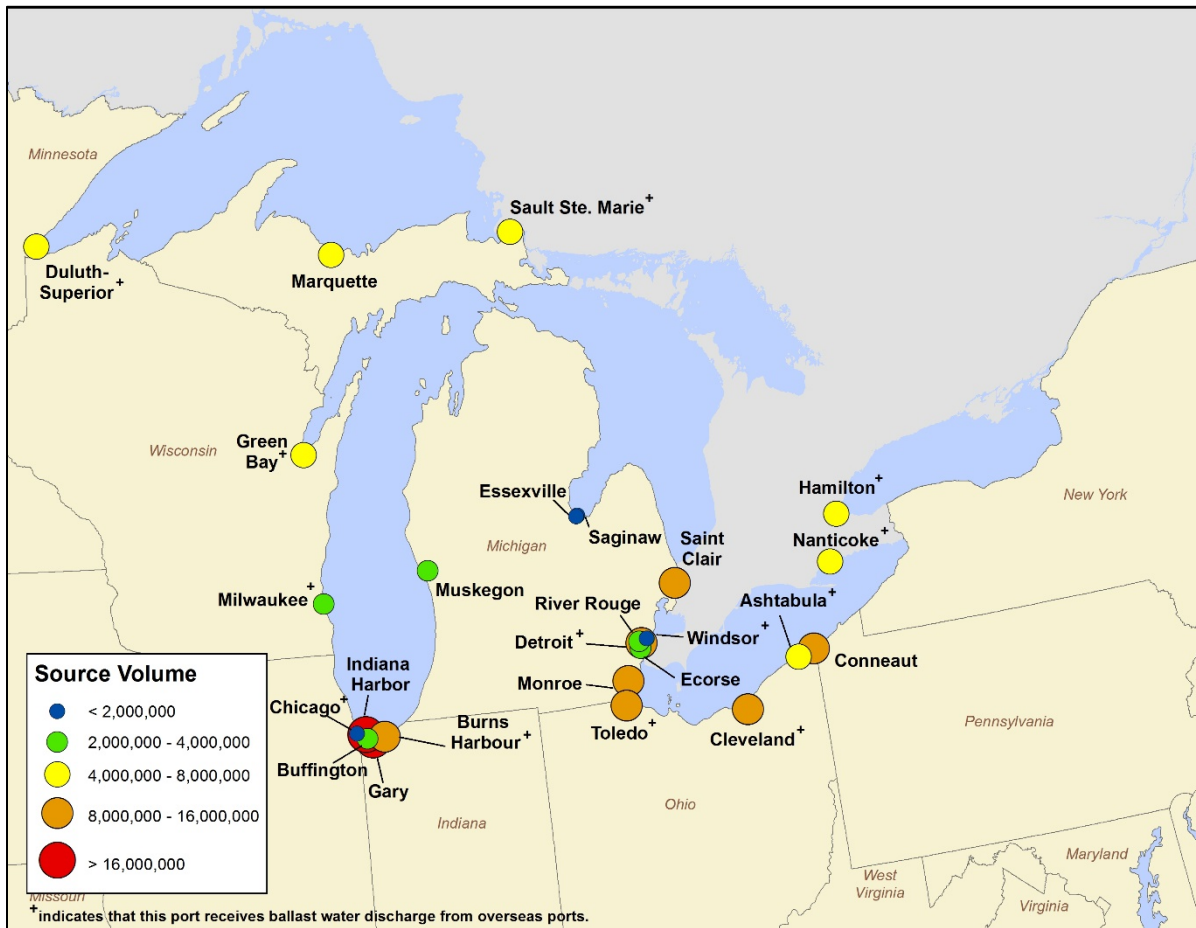 Minnesota
Sault Ste. Marie+
Duluth-
Superior+
Marquette
Wisconsin
Green
Bay+
Essexville
Saginaw
Michigan
Saint
Clair
Hamilton+
Nanticoke+
New York
Milwaukee+
Muskegon
River Rouge
Detroit+
Windsor+
Ecorse
Ashtabula+
Conneaut
Monroe
Toledo+
Cleveland+
Pennsylvania
Indiana
Harbor
Chicago+
Burns
Harbour+
Buffington
Gary
Indiana
Ohio
West
Virginia
Maryland
Virginia
Source Volume
< 2,000,000
2,000,000 - 4,000,000
4,000,000 - 8,000,000
8,000,000 - 16,000,000
> 16,000,000
Missouri
+indicates that this port receives ballast water discharge from overseas ports.